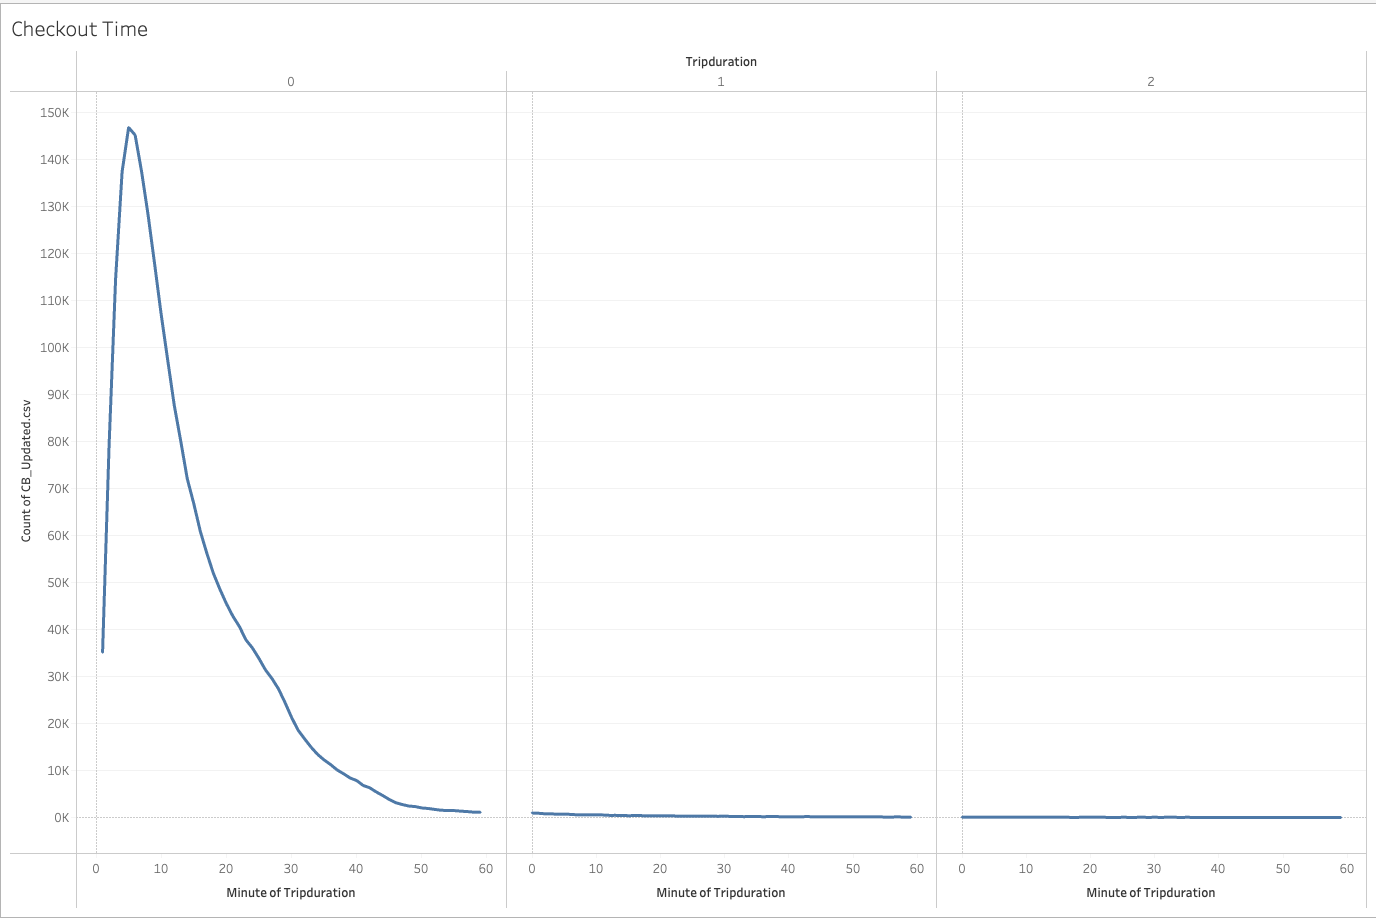 Checkout Time
Tripduration
0 1 2
150K
140K
130K
120K
110K
100K
90K
80K
70K
60K
50K
40K
30K
20K
10K
0K
Count of CB_Updated.csv
0 10 20 30 40 50 60 0 10 20 30 40 50 60 0 10 20 30 40 50 60
Minute of Tripduration Minute of Tripduration Minute of Tripduration